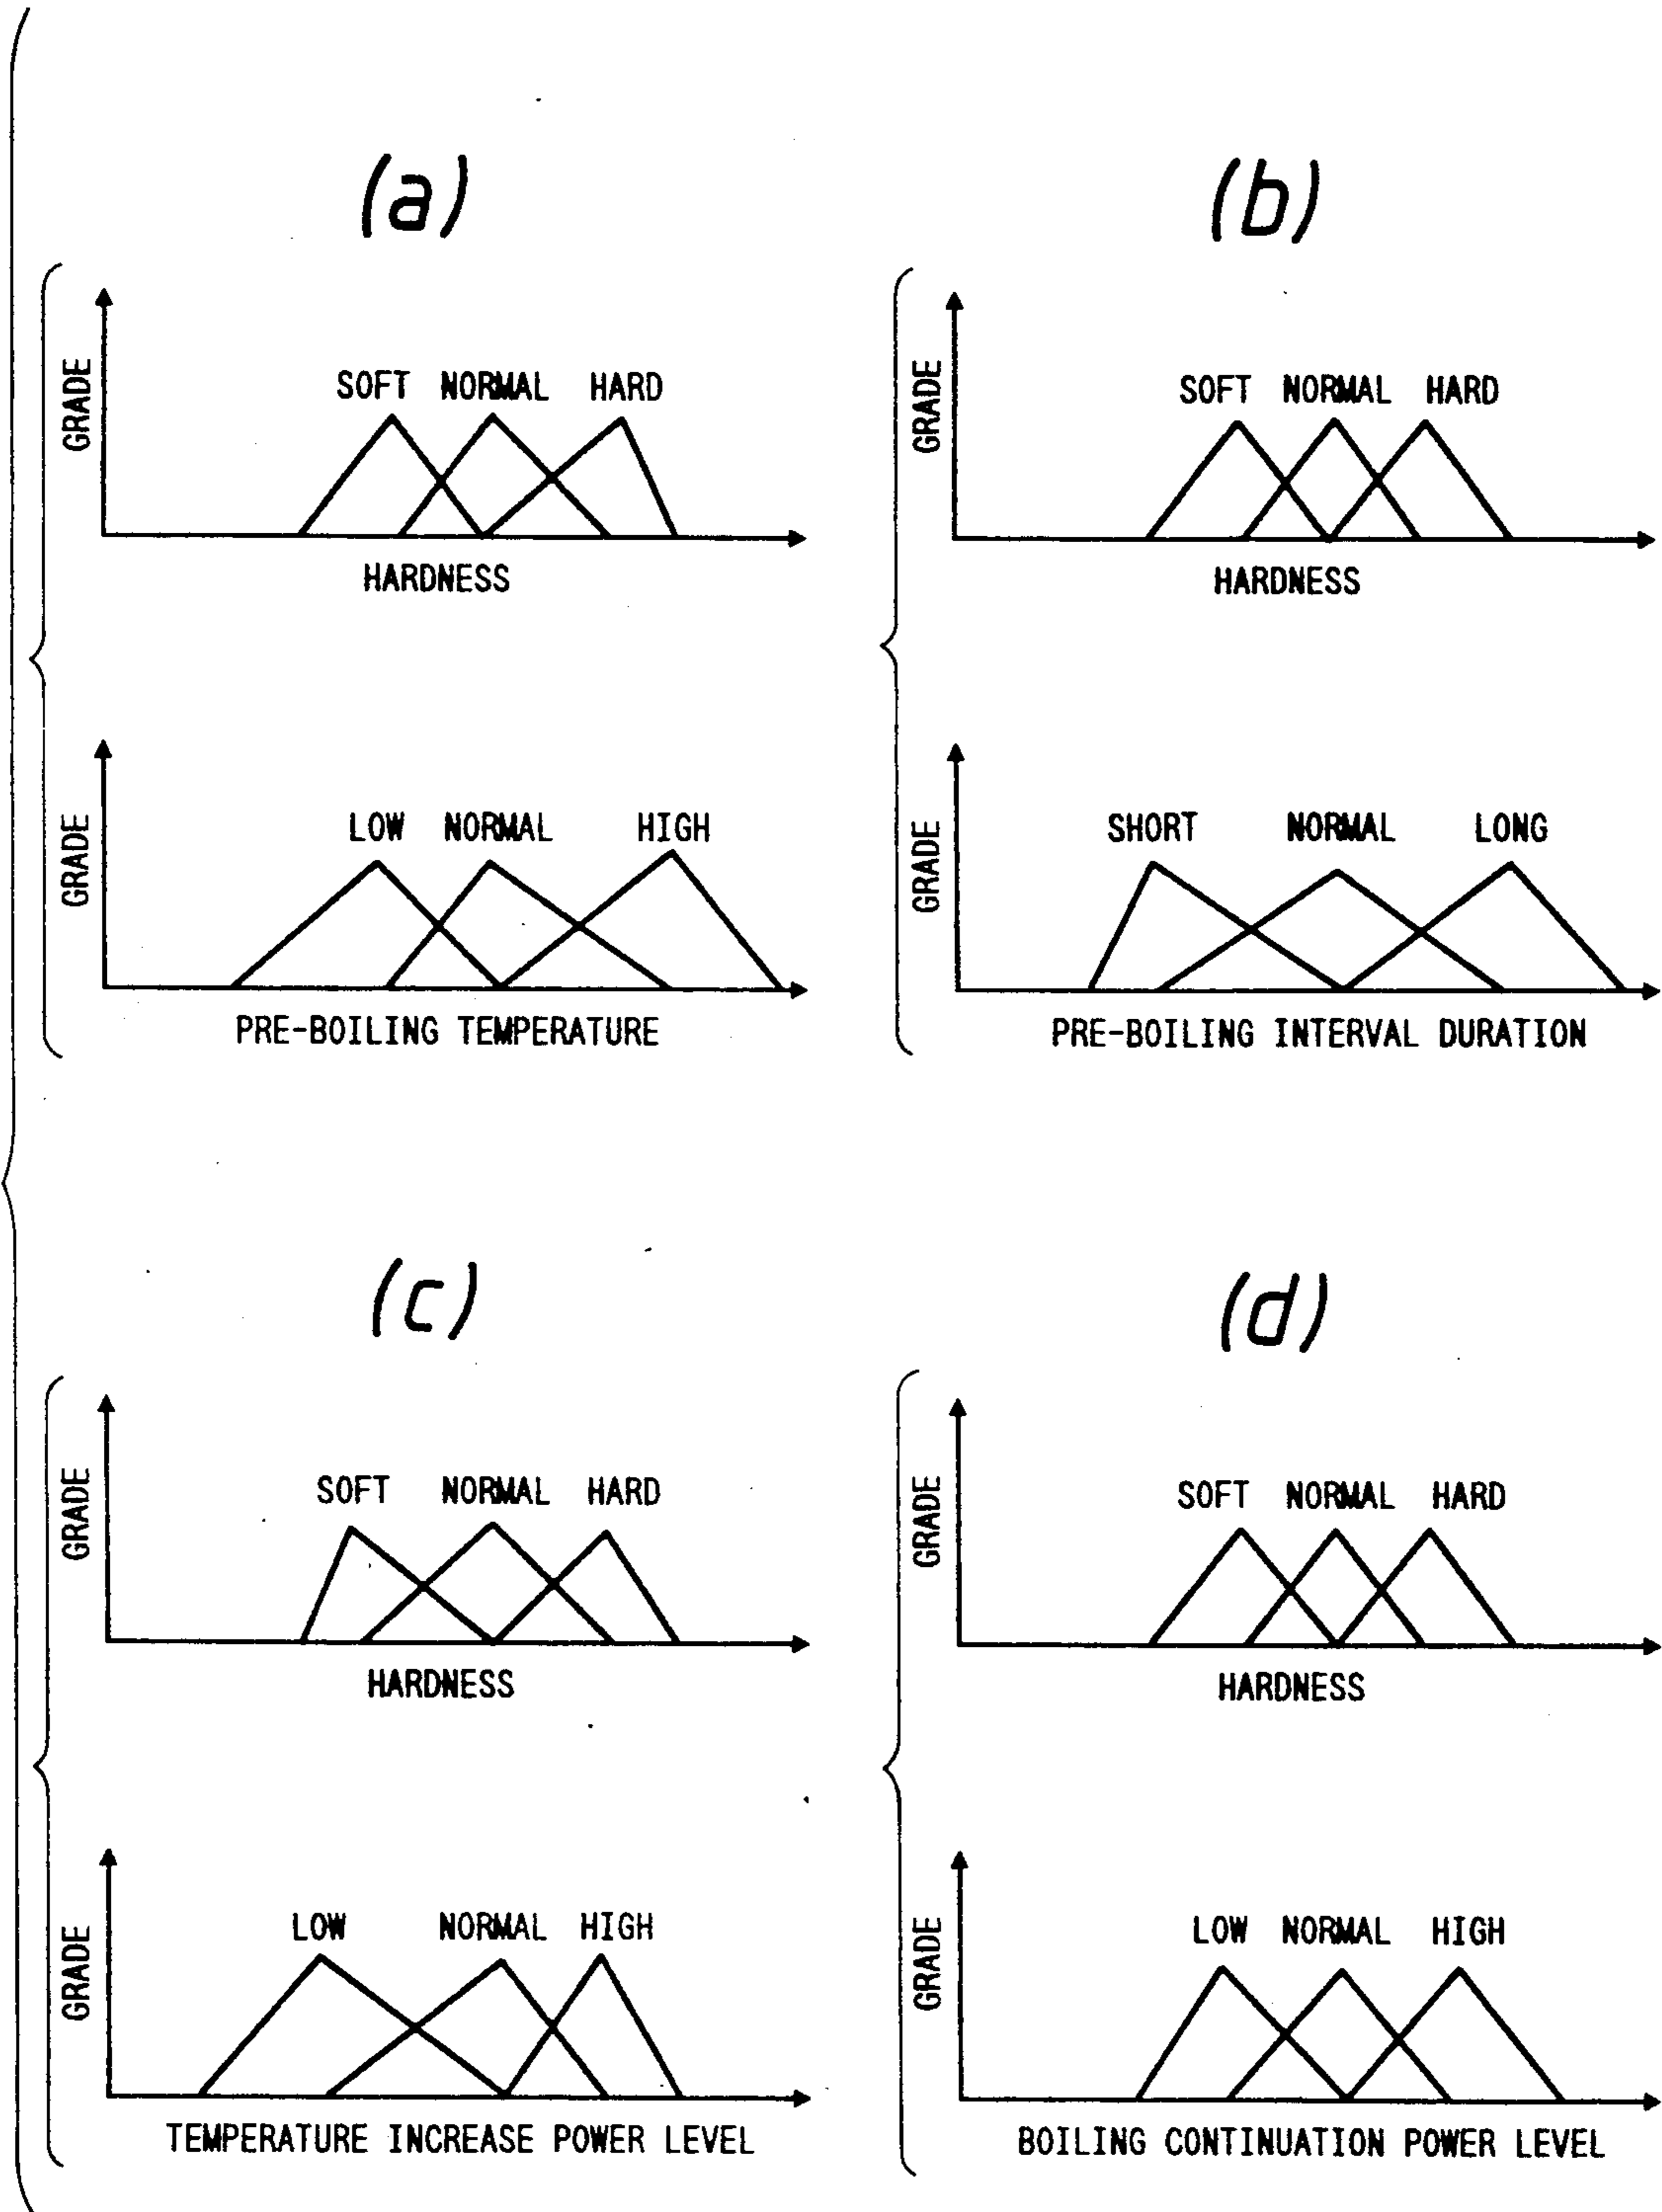 (a)
GRADE
SOFT NORMAL HARD
HARDNESS
GRADE
LOW NORMAL HIGH
PRE-BOILING TEMPERATURE
(b)
GRADE
SOFT NORMAL HARD
HARDNESS
GRADE
SHORT NORMAL LONG
PRE-BOILING INTERVAL DURATION
(c)
GRADE
SOFT NORMAL HARD
HARDNESS
GRADE
LOW NORMAL HIGH
TEMPERATURE INCREASE POWER LEVEL
(d)
GRADE
SOFT NORMAL HARD
HARDNESS
GRADE
LOW NORMAL HIGH
BOILING CONTINUATION POWER LEVEL